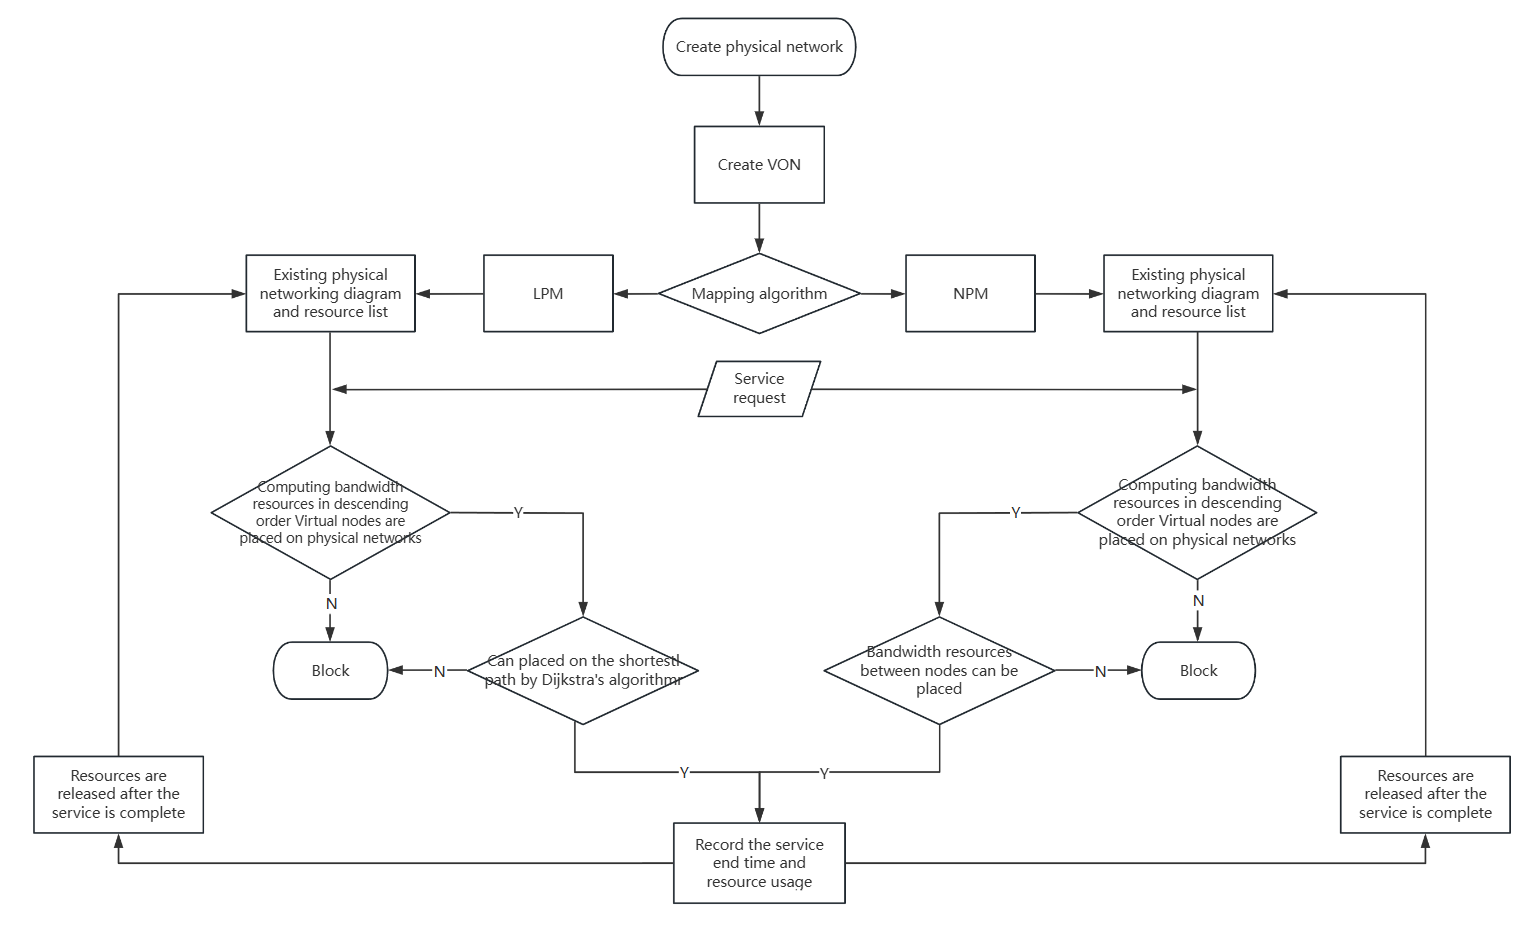 Create physical network
Create VON
Existing physical
networking diagram
and resource list
LPM
Mapping algorithm
NPM
Existing physical
networking diagram
and resource list
Service
request
Computing bandwidth
resources in descending
order Virtual nodes are
placed on physical networks
Y
Y
Computing bandwidth
resources in descending
order Virtual nodes are
placed on physical networks
N
N
Block
N
Can placed on the shortestl
path by Dijkstra's algorithmr
Bandwidth resources
between nodes can be
placed
N
Block
Resources are
released after the
service is complete
Y
Y
Resources are
released after the
service is complete
Record the service
end time and
resource usage